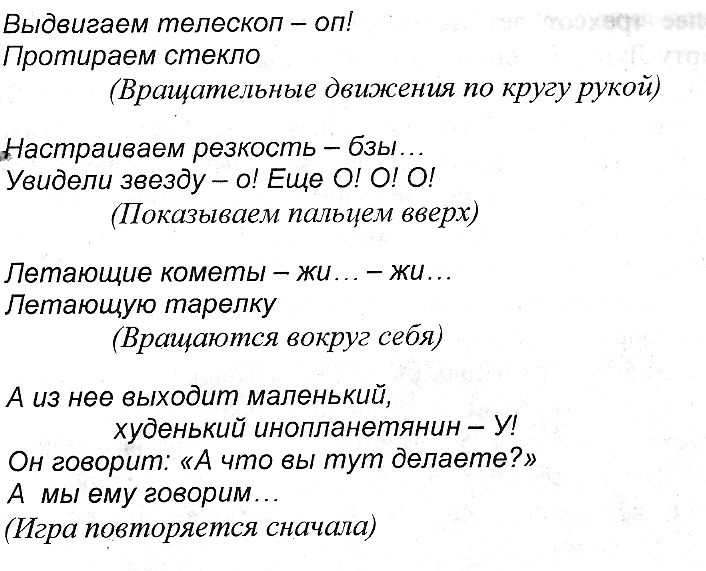 Выдвигаем телескоп – оп!
Протираем стекло
(Вращательные движения по кругу рукой)
Настраиваем резкость – бзы…
Увидели звезду – о! Еще О! О! О!
(Показываем пальцем вверх)
Летающие кометы – жи… – жи…
Летающую тарелку
(Вращаются вокруг себя)
А из нее выходит маленький,
худенький инопланетянин – У!
Он говорит: «А что вы тут делаете?»
А мы ему говорим…
(Игра повторяется сначала)